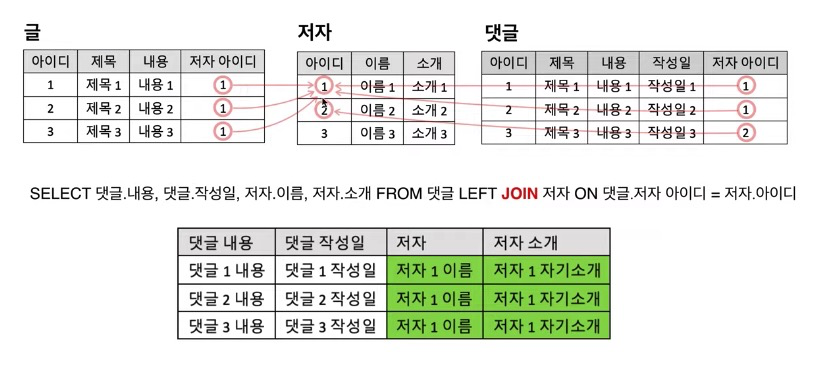 글 저자 댓글
아이디 제목 내용 저자 아이디 아이디 이름 소개 아이디 제목 내용 작성일 저자 아이디
1 제목 1 내용 1 1 1 이름 1 소개 1 1 제목 1 내용 1 작성일 1 1
2 제목 2 내용 2 1 2 이름 2 소개 2 2 제목 2 내용 2 작성일 2 1
3 제목 3 내용 3 1 3 이름 3 소개 3 3 제목 3 내용 3 작성일 3 2
SELECT 댓글.내용, 댓글.작성일, 저자.이름, 저자.소개 FROM 댓글 LEFT JOIN 저자 ON 댓글.저자 아이디 = 저자.아이디
댓글 내용 댓글 작성일 저자 저자 소개
댓글 1 내용 댓글 1 작성일 저자 1 이름 저자 1 자기소개
댓글 2 내용 댓글 2 작성일 저자 1 이름 저자 1 자기소개
댓글 3 내용 댓글 3 작성일 저자 1 이름 저자 1 자기소개